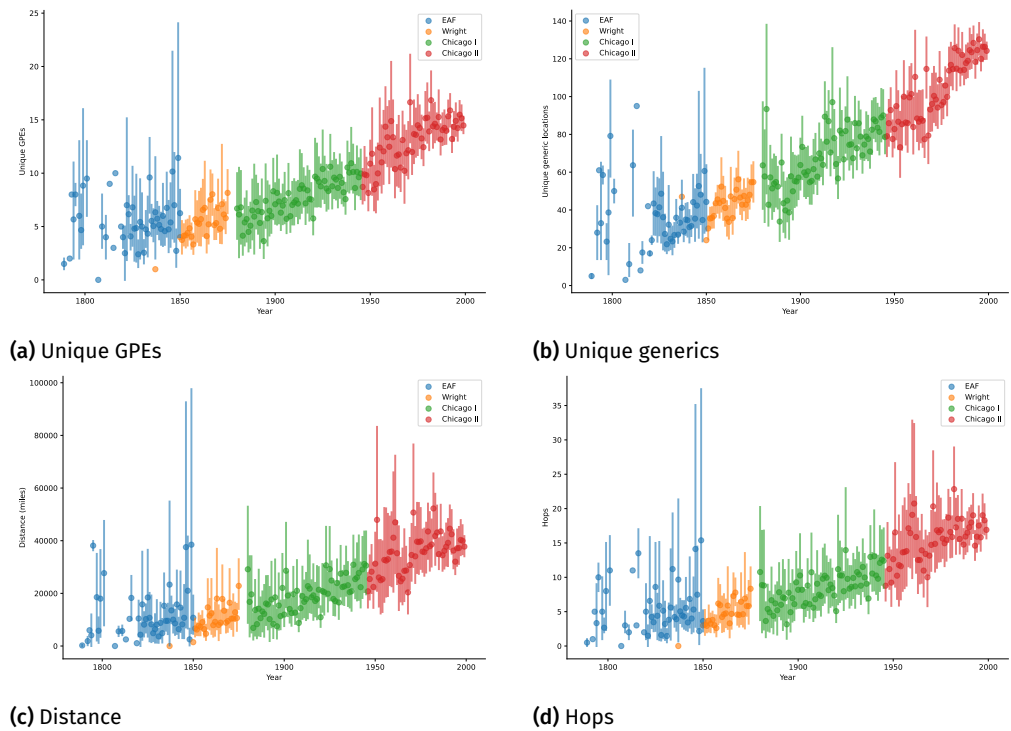 25
20
15
10
5
0
Unique GPEs
1800
1850
1900
1950
2000
Year
EAF
Wright
Chicago I
Chicago II
(a) Unique GPEs
140
120
100
80
60
40
20
0
Unique generic locations
1800
1850
1900
1950
2000
Year
EAF
Wright
Chicago I
Chicago II
(b) Unique generics
100000
80000
60000
40000
20000
0
Distance (miles)
1800
1850
1900
1950
2000
Year
EAF
Wright
Chicago I
Chicago II
(c) Distance
35
30
25
20
15
10
5
0
Hops
1800
1850
1900
1950
2000
Year
EAF
Wright
Chicago I
Chicago II
(d) Hops